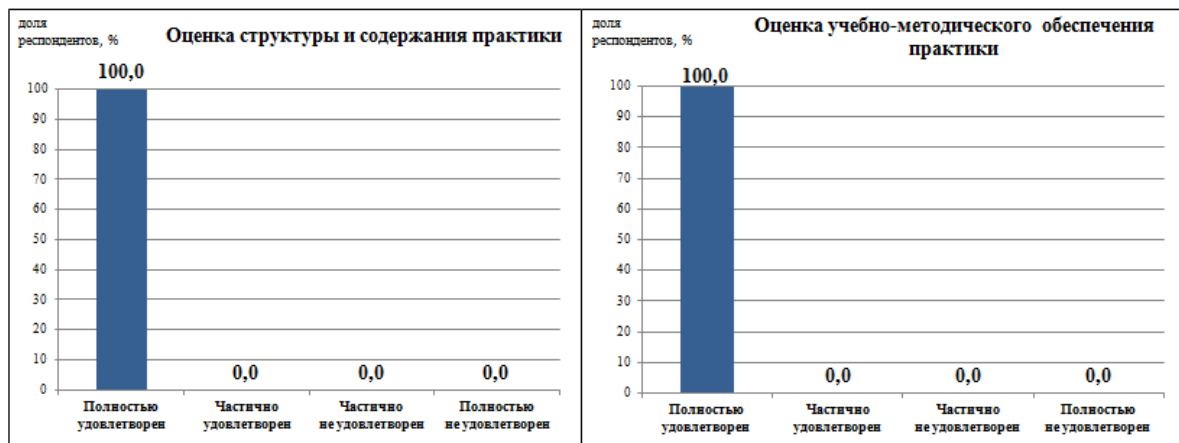 доля
респондентов, %
Оценка структуры и содержания практики
100,0
100
90
80
70
60
50
40
30
20
10
0
0,0
0,0
0,0
Полностью
удовлетворен
Частично
удовлетворен
Частично
не удовлетворен
Полностью
не удовлетворен
доля
респондентов, %
Оценка учебно-методического обеспечения
практики
100,0
100
90
80
70
60
50
40
30
20
10
0
0,0
0,0
0,0
Полностью
удовлетворен
Частично
удовлетворен
Частично
не удовлетворен
Полностью
не удовлетворен